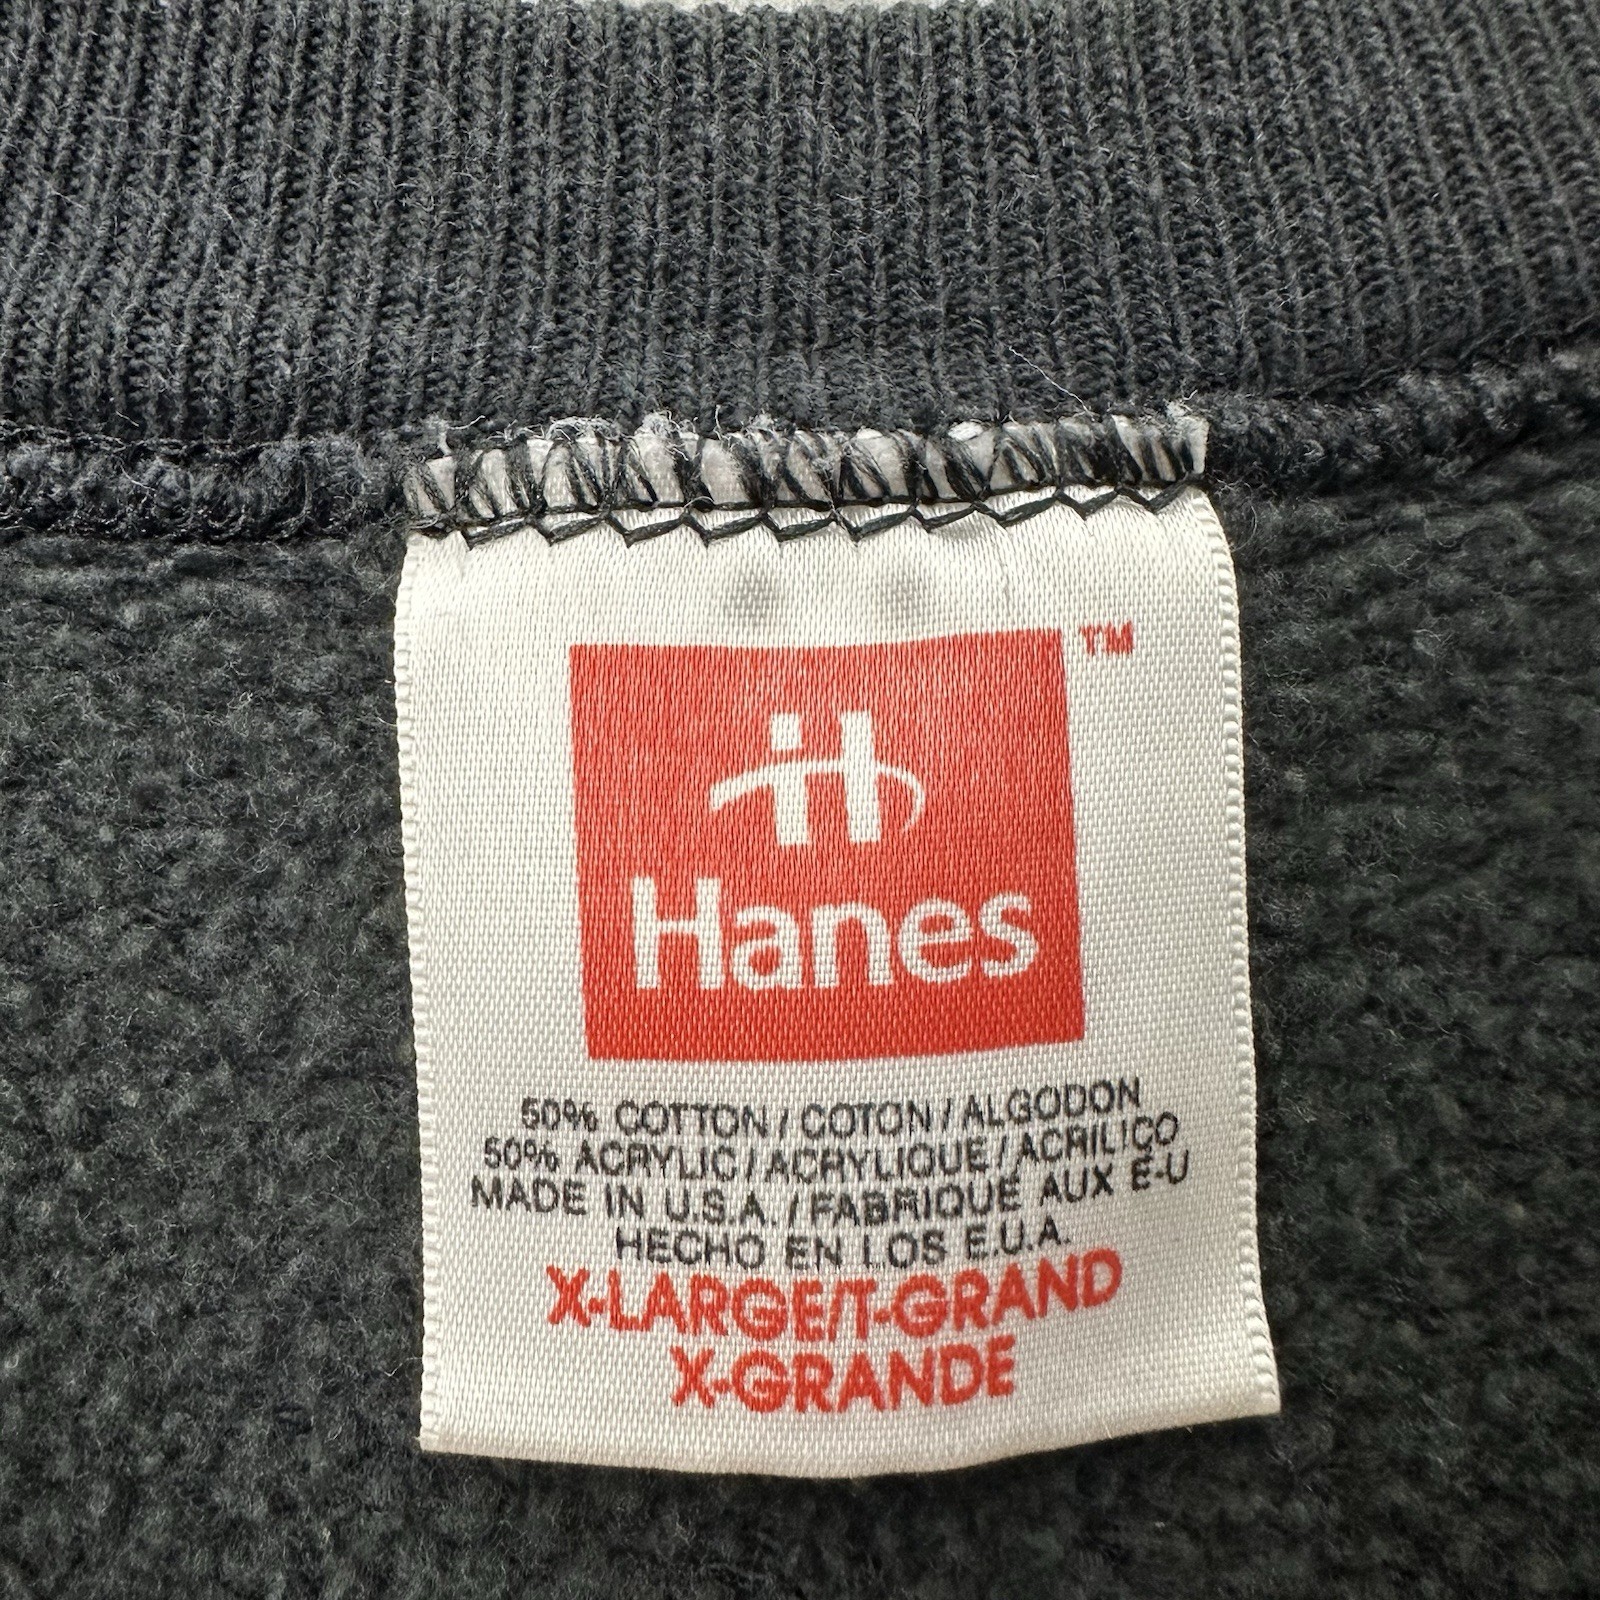 TM
Hanes
50% COTTON / COTON / ALGODON
50% ACRYLIC / ACRYLIQUE / ACRILICO
MADE IN U.S.A. / FABRIQUE AUX E-U
HECHO EN LOS E.U.A.
X-LARGE/T-GRAND
X-GRANDE